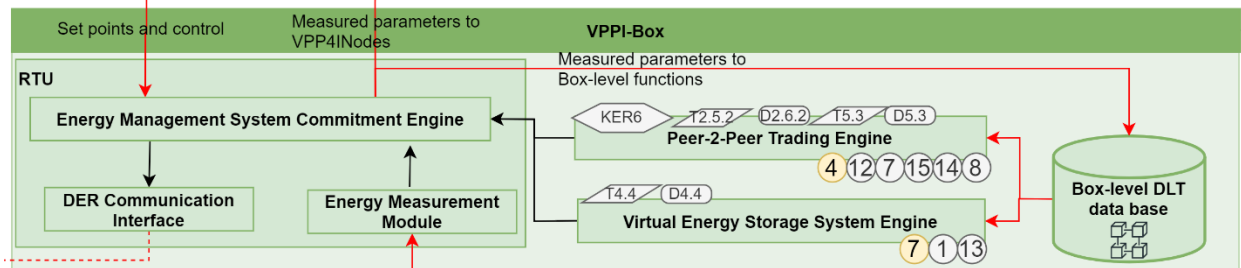 Set points and control
Measured parameters to
VPP4INodes
VPPI-Box
Measured parameters to
Box-level functions
RTU
Energy Management System Commitment Engine
DER Communication
Interface
Energy Measurement
Module
KER6
T2.5.2
D2.6.2
T5.3
D5.3
Peer-2-Peer Trading Engine
4 12 7 15 14 8
T4.4
D4.4
Virtual Energy Storage System Engine
7 1 13
Box-level DLT
data base